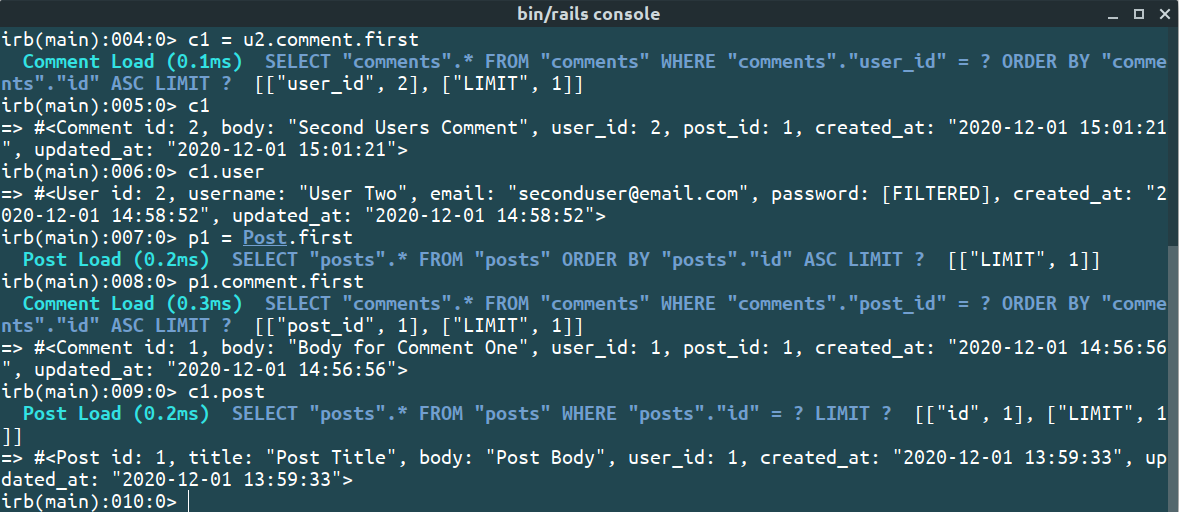 bin/rails console
irb(main):004:0> c1 = u2.comment.first
  Comment Load (0.1ms)  SELECT "comments".* FROM "comments" WHERE "comments"."user_id" = ? ORDER BY "comme
nts"."id" ASC LIMIT ?  [["user_id", 2], ["LIMIT", 1]]
irb(main):005:0> c1
=> #<Comment id: 2, body: "Second Users Comment", user_id: 2, post_id: 1, created_at: "2020-12-01 15:01:21
", updated_at: "2020-12-01 15:01:21">
irb(main):006:0> c1.user
=> #<User id: 2, username: "User Two", email: "seconduser@email.com", password: [FILTERED], created_at: "2
020-12-01 14:58:52", updated_at: "2020-12-01 14:58:52">
irb(main):007:0> p1 = Post.first
  Post Load (0.2ms)  SELECT "posts".* FROM "posts" ORDER BY "posts"."id" ASC LIMIT ?  [["LIMIT", 1]]
irb(main):008:0> p1.comment.first
  Comment Load (0.3ms)  SELECT "comments".* FROM "comments" WHERE "comments"."post_id" = ? ORDER BY "comme
nts"."id" ASC LIMIT ?  [["post_id", 1], ["LIMIT", 1]]
=> #<Comment id: 1, body: "Body for Comment One", user_id: 1, post_id: 1, created_at: "2020-12-01 14:56:56
", updated_at: "2020-12-01 14:56:56">
irb(main):009:0> c1.post
  Post Load (0.2ms)  SELECT "posts".* FROM "posts" WHERE "posts"."id" = ? LIMIT ?  [["id", 1], ["LIMIT", 1
]]
=> #<Post id: 1, title: "Post Title", body: "Post Body", user_id: 1, created_at: "2020-12-01 13:59:33", up
dated_at: "2020-12-01 13:59:33">
irb(main):010:0>